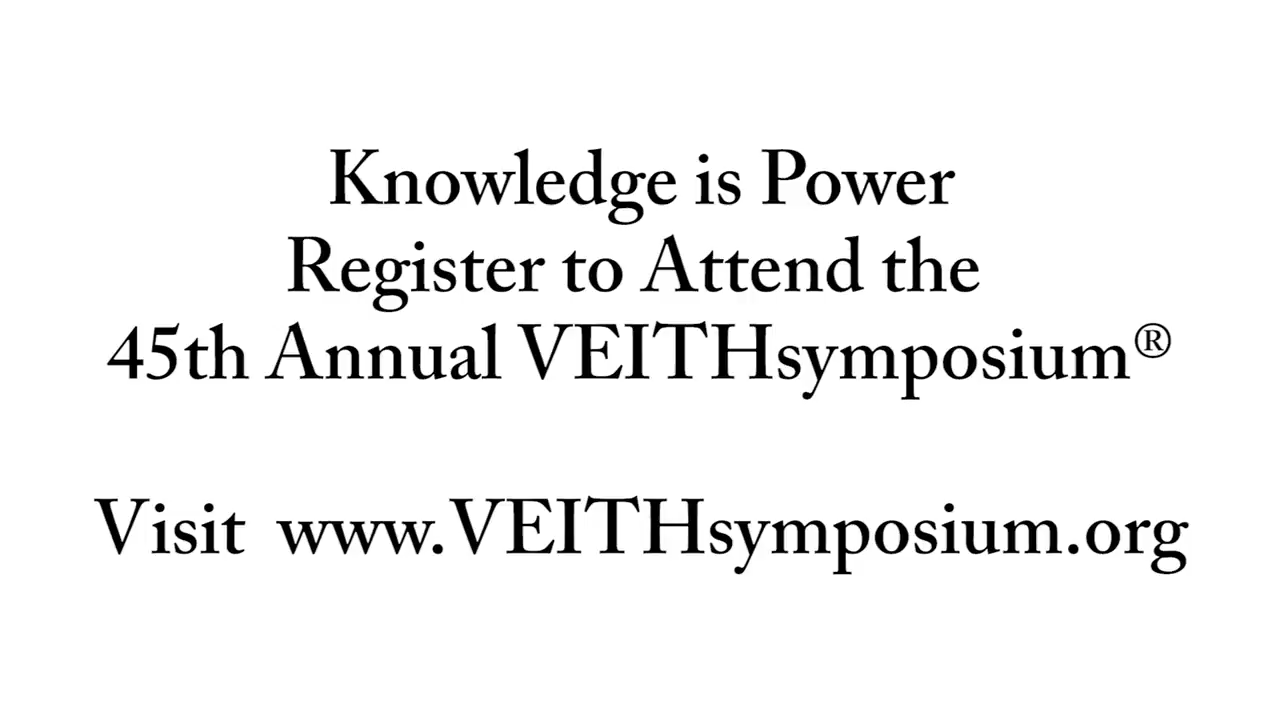 Knowledge is Power
Register to Attend the
45th Annual VEITHsymposium®
Visit www.VEITHsymposium.org